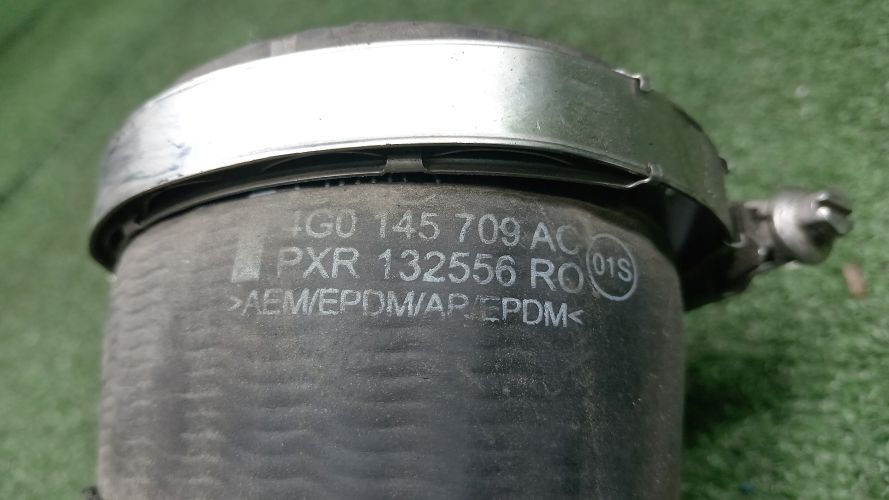 4G0 145 709 AC
PXR 132556 RO 01S
>AEM/EPDM/AR/EPDM<